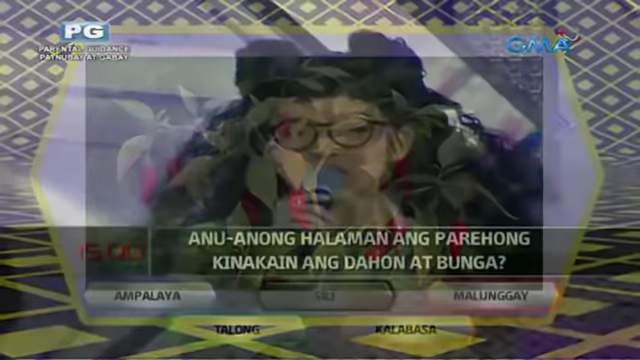 PG
PARENTAL GUIDANCE
PATNUBAY AT GABAY
GMA
15.00
ANU-ANONG HALAMAN ANG PAREHONG
KINAKAIN ANG DAHON AT BUNGA?
AMPALAYA
SILI
MALUNGGAY
TALONG
KALABASA